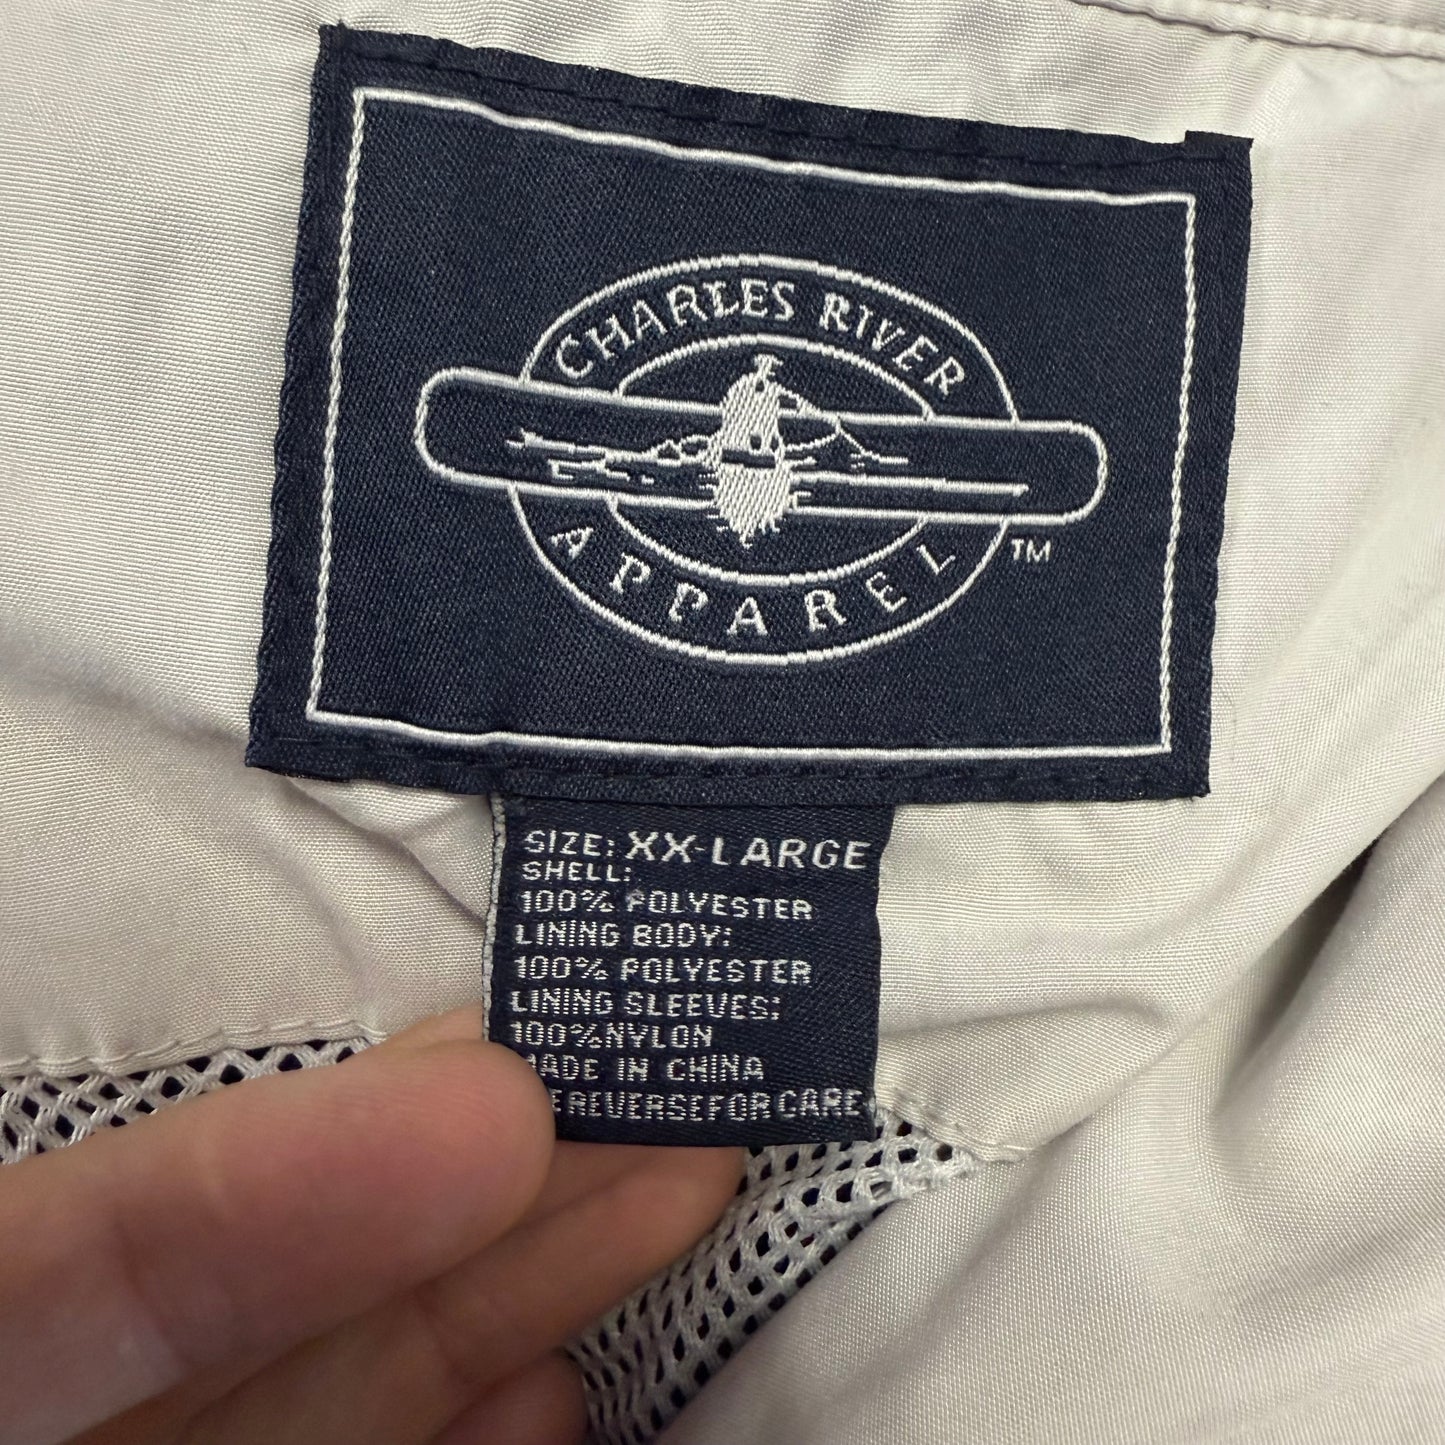 CHARLES RIVER
APPAREL
TM
SIZE: XX-LARGE
SHELL:
100% POLYESTER
LINING BODY:
100% POLYESTER
LINING SLEEVES:
100%NYLON
MADE IN CHINA
REVERSEFOR CARE